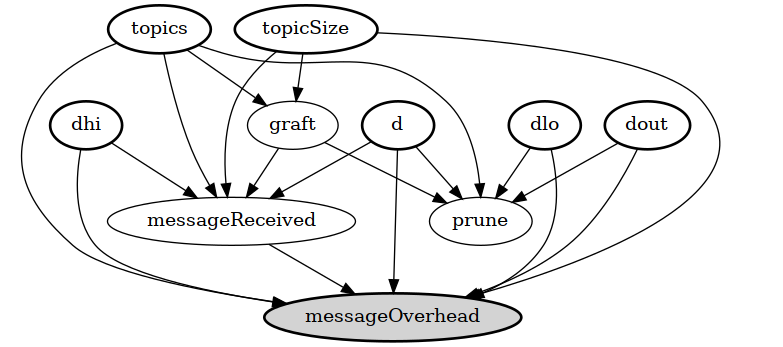 topics
topicSize
dhi
graft
d
dlo
dout
messageReceived
prune
messageOverhead